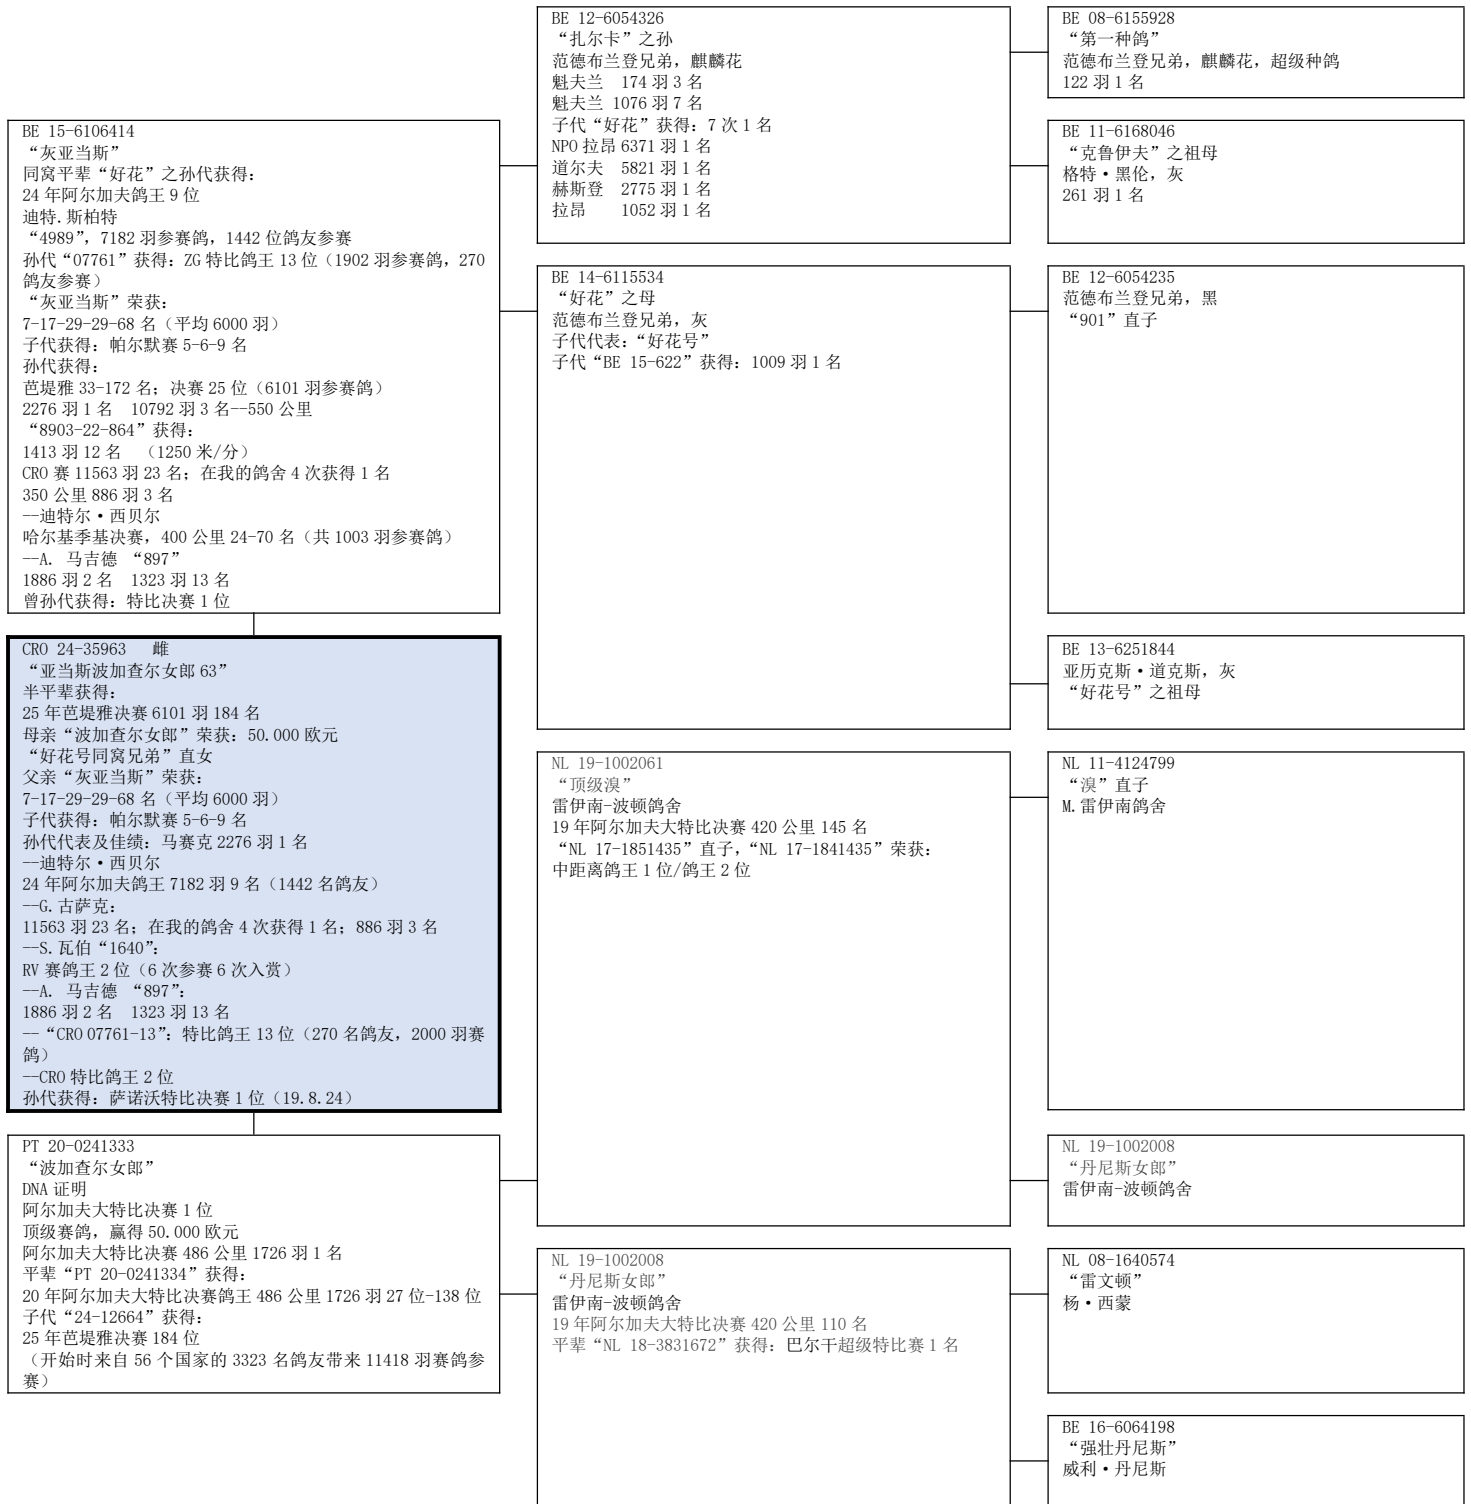 BE 15-6106414
“灰亚当斯”
同窝平辈“好花”之孙代获得：
24 年阿尔加夫鸽王 9 位
迪特.斯柏特
“4989”，7182 羽参赛鸽，1442 位鸽友参赛
孙代“07761”获得：ZG 特比鸽王 13 位（1902 羽参赛鸽，270
鸽友参赛）
“灰亚当斯”荣获：
7-17-29-29-68 名（平均 6000 羽）
子代获得：帕尔默赛 5-6-9 名
孙代获得：
芭堤雅 33-172 名；决赛 25 位（6101 羽参赛鸽）
2276 羽 1 名 10792 羽 3 名--550 公里
“8903-22-864”获得：
1413 羽 12 名 （1250 米/分）
CRO 赛 11563 羽 23 名；在我的鸽舍 4 次获得 1 名
350 公里 886 羽 3 名
--迪特尔·西贝尔
哈尔基季基决赛，400 公里 24-70 名（共 1003 羽参赛鸽）
--A. 马吉德 “897”
1886 羽 2 名 1323 羽 13 名
曾孙代获得：特比决赛 1 位
CRO 24-35963 雌
“亚当斯波加查尔女郎 63”
半平辈获得：
25 年芭堤雅决赛 6101 羽 184 名
母亲“波加查尔女郎”荣获：50.000 欧元
“好花号同窝兄弟”直女
父亲“灰亚当斯”荣获：
7-17-29-29-68 名（平均 6000 羽）
子代获得：帕尔默赛 5-6-9 名
孙代代表及佳绩：马赛克 2276 羽 1 名
--迪特尔·西贝尔
24 年阿尔加夫鸽王 7182 羽 9 名（1442 名鸽友）
--G.古萨克：
11563 羽 23 名；在我的鸽舍 4 次获得 1 名；886 羽 3 名
--S.瓦伯“1640”：
RV 赛鸽王 2 位（6 次参赛 6 次入赏）
--A. 马吉德 “897”：
1886 羽 2 名 1323 羽 13 名
--“CRO 07761-13”：特比鸽王 13 位（270 名鸽友，2000 羽赛
鸽）
--CRO 特比鸽王 2 位
孙代获得：萨诺沃特比决赛 1 位（19.8.24）
PT 20-0241333
“波加查尔女郎”
DNA 证明
阿尔加夫大特比决赛 1 位
顶级赛鸽，赢得 50.000 欧元
阿尔加夫大特比决赛 486 公里 1726 羽 1 名
平辈“PT 20-0241334”获得：
20 年阿尔加夫大特比决赛鸽王 486 公里 1726 羽 27 位-138 位
子代“24-12664”获得：
25 年芭堤雅决赛 184 位
（开始时来自 56 个国家的 3323 名鸽友带来 11418 羽赛鸽参
赛）
BE 12-6054326
“扎尔卡”之孙
范德布兰登兄弟，麒麟花
魁夫兰 174 羽 3 名
魁夫兰 1076 羽 7 名
子代“好花”获得：7 次 1 名
NPO 拉昂 6371 羽 1 名
道尔夫 5821 羽 1 名
赫斯登 2775 羽 1 名
拉昂 1052 羽 1 名
BE 14-6115534
“好花”之母
范德布兰登兄弟，灰
子代代表：“好花号”
子代“BE 15-622”获得：1009 羽 1 名
NL 19-1002061
“顶级溴”
雷伊南-波顿鸽舍
19 年阿尔加夫大特比决赛 420 公里 145 名
“NL 17-1851435”直子，“NL 17-1841435”荣获：
中距离鸽王 1 位/鸽王 2 位
NL 19-1002008
“丹尼斯女郎”
雷伊南-波顿鸽舍
19 年阿尔加夫大特比决赛 420 公里 110 名
平辈“NL 18-3831672”获得：巴尔干超级特比赛 1 名
BE 08-6155928
“第一种鸽”
范德布兰登兄弟，麒麟花，超级种鸽
122 羽 1 名
BE 11-6168046
“克鲁伊夫”之祖母
格特·黑伦，灰
261 羽 1 名
BE 12-6054235
范德布兰登兄弟，黑
“901”直子
BE 13-6251844
亚历克斯·道克斯，灰
“好花号”之祖母
NL 11-4124799
“溴”直子
M.雷伊南鸽舍
NL 19-1002008
“丹尼斯女郎”
雷伊南-波顿鸽舍
NL 08-1640574
“雷文顿”
杨·西蒙
BE 16-6064198
“强壮丹尼斯”
威利·丹尼斯